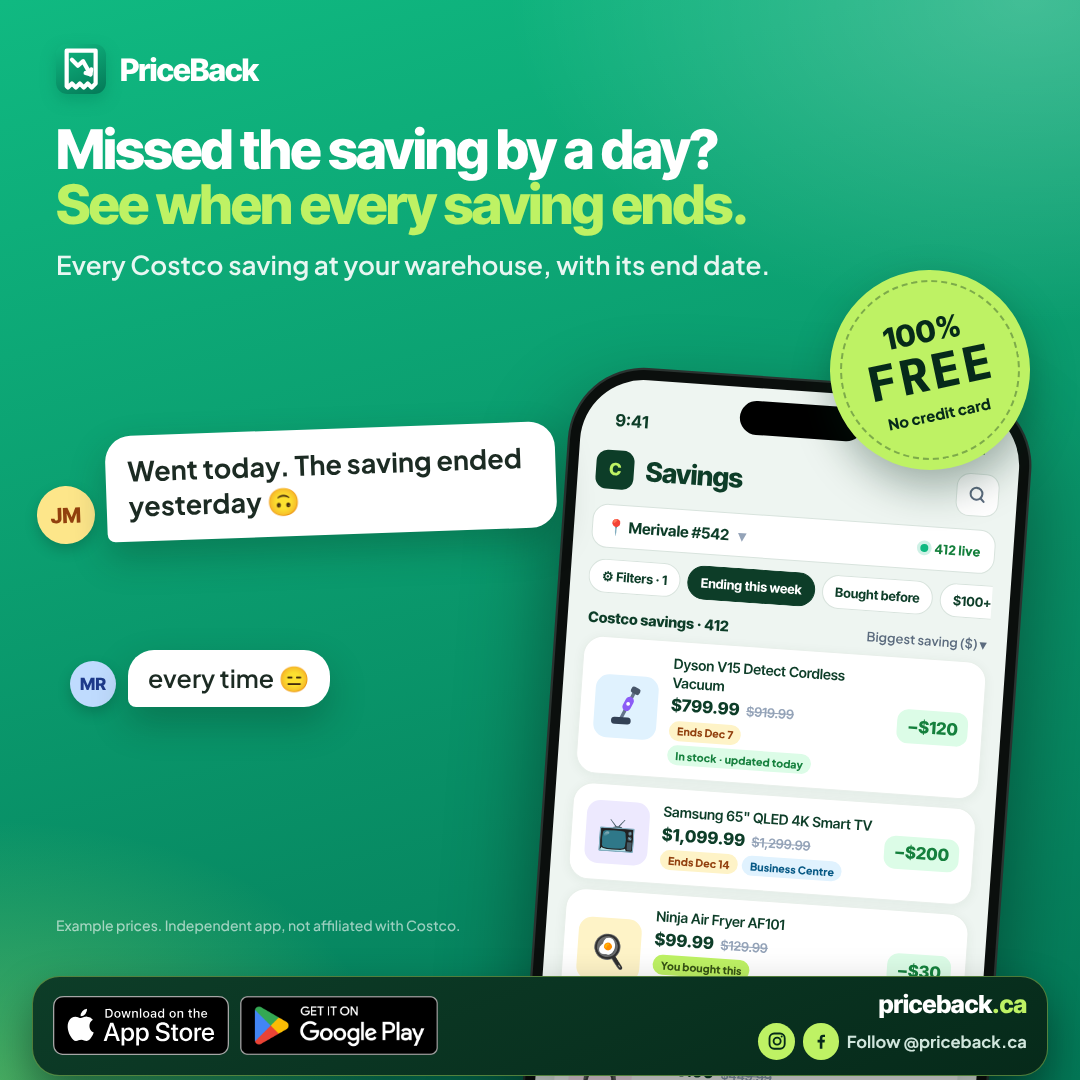 PriceBack
Missed the saving by a day?
See when every saving ends.
Every Costco saving at your warehouse, with its end date.
100%
FREE
No credit card
9:41
C Savings
Went today. The saving ended
yesterday 🙃
JM
📍 Merivale #542 ▼
412 live
⚙ Filters · 1
Ending this week
Bought before
$100+
Costco savings · 412
Biggest saving ($) ▾
MR
every time 😑
Dyson V15 Detect Cordless
Vacuum
$799.99 $919.99
−$120
Ends Dec 7
In stock · updated today
Samsung 65" QLED 4K Smart TV
$1,099.99 $1,299.99
−$200
Ends Dec 14
Business Centre
Ninja Air Fryer AF101
$99.99 $129.99
−$30
You bought this
Example prices. Independent app, not affiliated with Costco.
Download on the
App Store
GET IT ON
Google Play
priceback.ca
Follow @priceback.ca